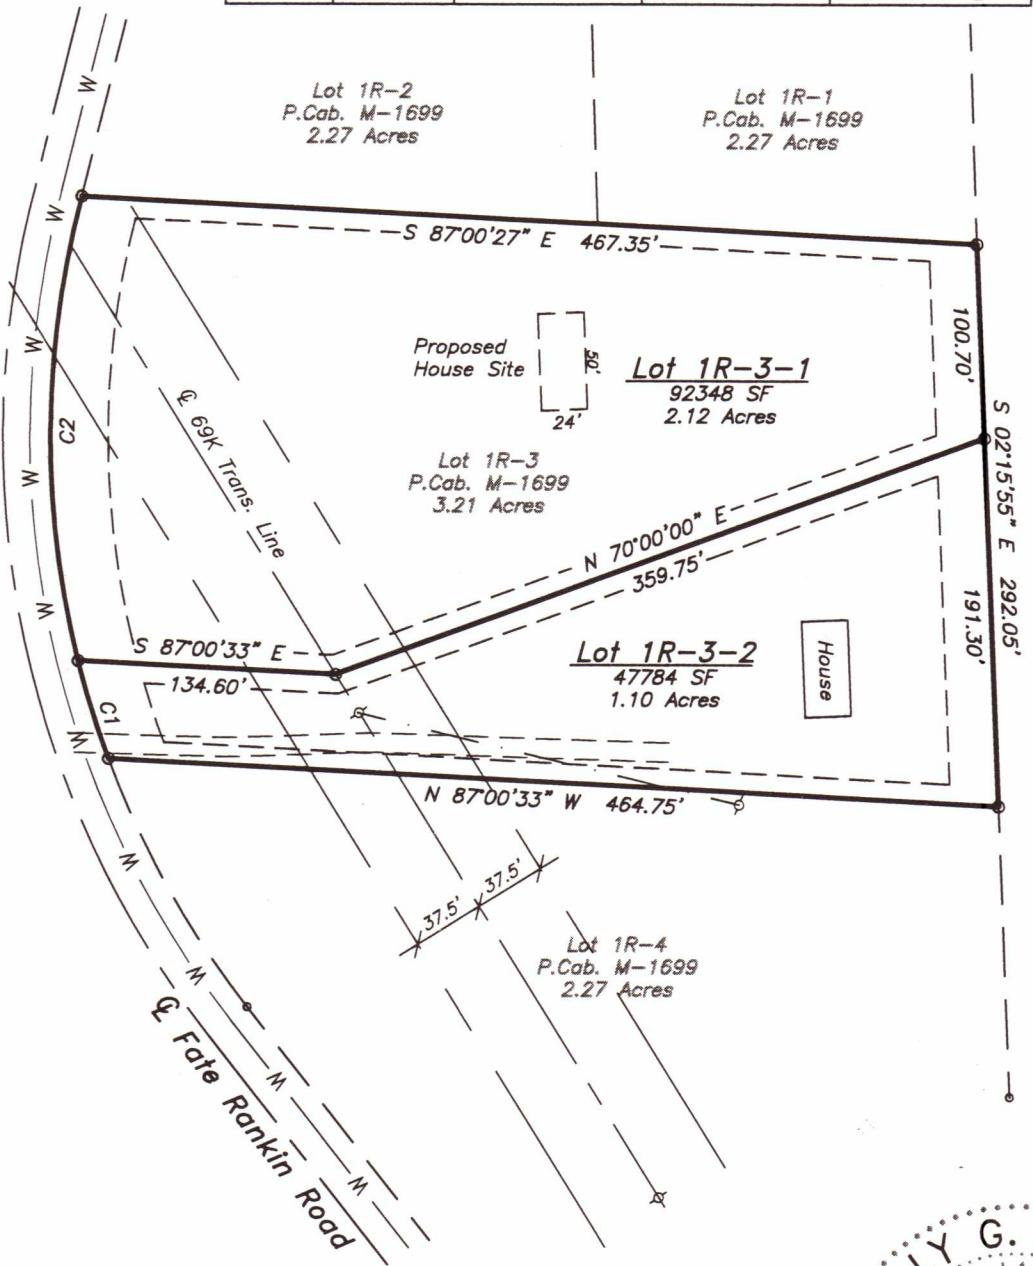 Lot 1R-2
P.Cab. M-1699
2.27 Acres
Lot 1R-1
P.Cab. M-1699
2.27 Acres
W
W
S 87°00'27" E 467.35'
100.70'
Proposed
House Site
50'
24'
Lot 1R-3-1
92348 SF
2.12 Acres
W
C2
℄ 69K Trans. Line
Lot 1R-3
P.Cab. M-1699
3.21 Acres
S 02°15'55" E 292.05'
W
N 70°00'00" E
359.75'
191.30'
W
S 87°00'33" E
134.60'
Lot 1R-3-2
47784 SF
1.10 Acres
House
C1
W
N 87°00'33" W 464.75'
W
37.5' 37.5'
Lot 1R-4
P.Cab. M-1699
2.27 Acres
W
℄ Fate Rankin Road
W
W
Y G.